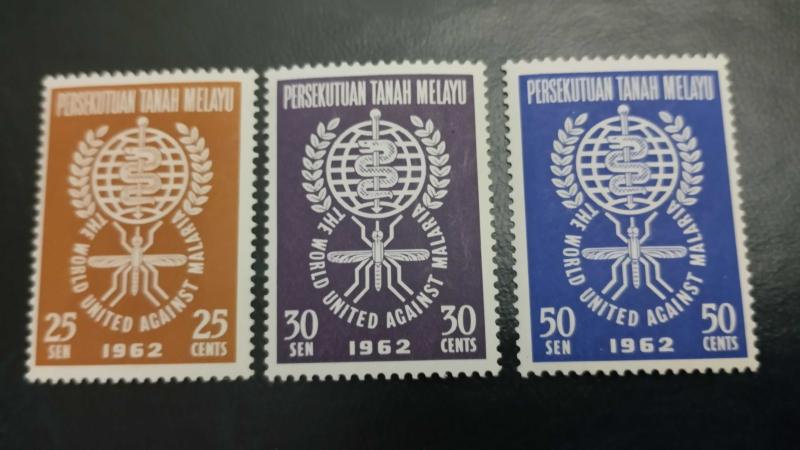 PERSEKUTUAN TANAH MELAYU
THE WORLD UNITED AGAINST MALARIA
25 25
SEN CENTS
1962
PERSEKUTUAN TANAH MELAYU
THE WORLD UNITED AGAINST MALARIA
30 30
SEN CENTS
1962
PERSEKUTUAN TANAH MELAYU
THE WORLD UNITED AGAINST MALARIA
50 50
SEN CENTS
1962